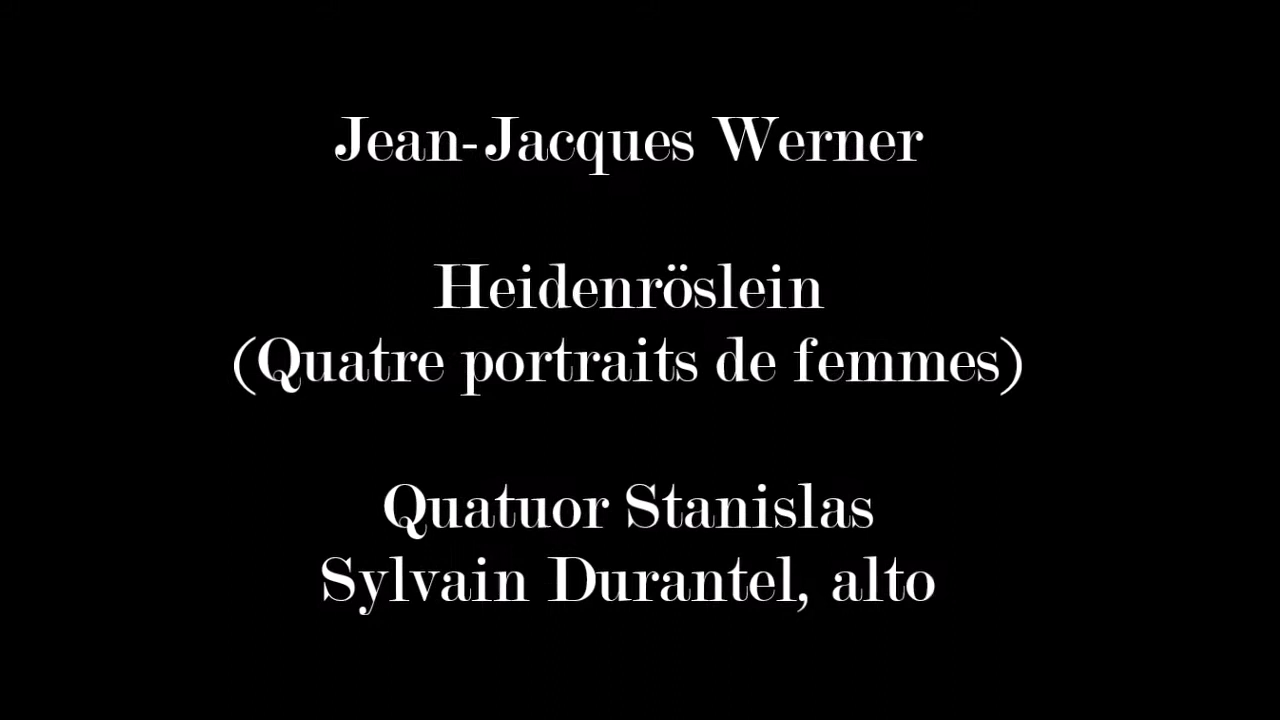 Jean-Jacques Werner
Heidenröslein
(Quatre portraits de femmes)
Quatuor Stanislas
Sylvain Durantel, alto